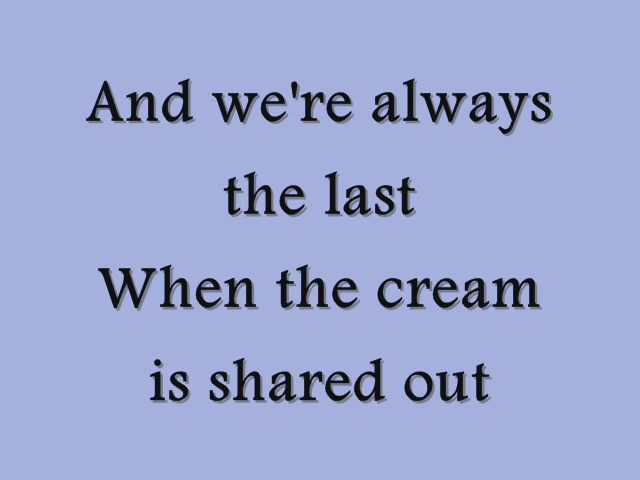 And we're always
the last
When the cream
is shared out